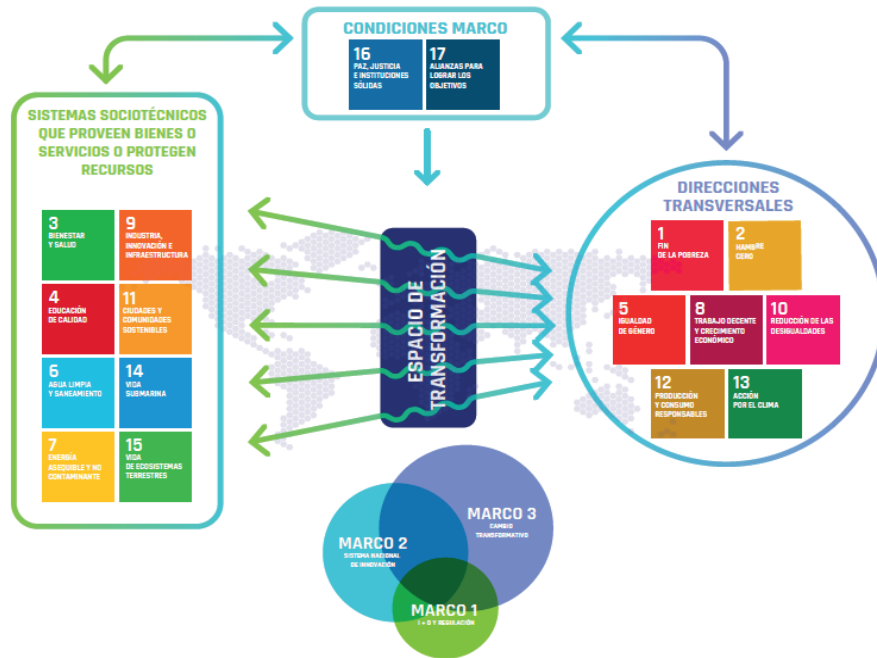 CONDICIONES MARCO
16
PAZ, JUSTICIA
E INSTITUCIONES
SÓLIDAS
17
ALIANZAS PARA
LOGRAR LOS
OBJETIVOS
SISTEMAS SOCIOTÉCNICOS
QUE PROVEEN BIENES O
SERVICIOS O PROTEGEN
RECURSOS
3
BIENESTAR
Y SALUD
9
INDUSTRIA,
INNOVACIÓN E
INFRAESTRUCTURA
4
EDUCACIÓN
DE CALIDAD
11
CIUDADES Y
COMUNIDADES
SOSTENIBLES
6
AGUA LIMPIA
Y SANEAMIENTO
14
VIDA
SUBMARINA
7
ENERGÍA
ASEQUIBLE Y NO
CONTAMINANTE
15
VIDA
DE ECOSISTEMAS
TERRESTRES
ESPACIO DE
TRANSFORMACIÓN
DIRECCIONES
TRANSVERSALES
1
FIN
DE LA POBREZA
2
HAMBRE
CERO
5
IGUALDAD
DE GÉNERO
8
TRABAJO DECENTE
Y CRECIMIENTO
ECONÓMICO
10
REDUCCIÓN DE LAS
DESIGUALDADES
12
PRODUCCIÓN
Y CONSUMO
RESPONSABLES
13
ACCIÓN
POR EL CLIMA
MARCO 3
CAMBIO
TRANSFORMATIVO
MARCO 2
SISTEMA NACIONAL
DE INNOVACIÓN
MARCO 1
I + D Y REGULACIÓN